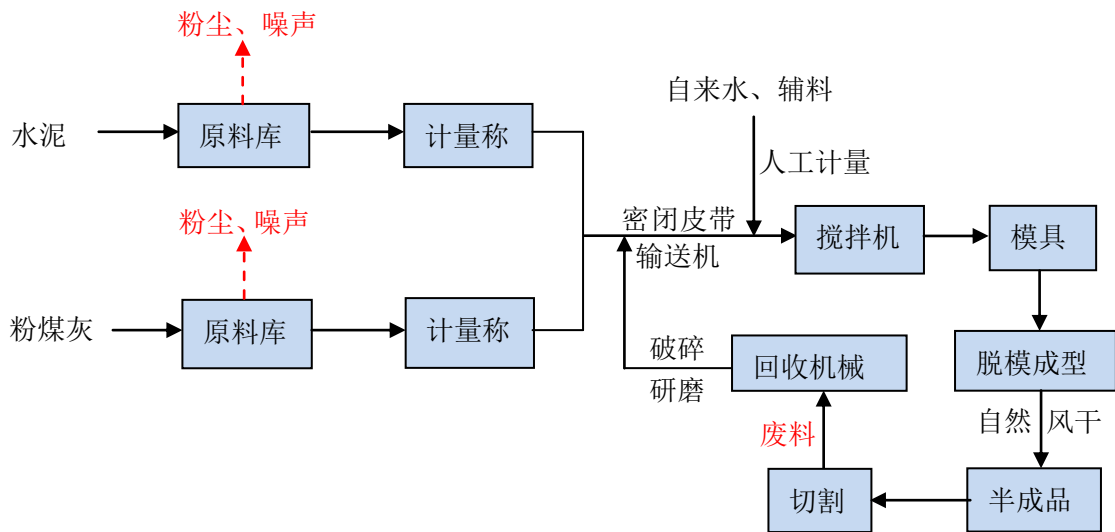 粉尘、噪声
自来水、辅料
水泥
原料库
计量称
人工计量
粉尘、噪声
密闭皮带
输送机
搅拌机
模具
粉煤灰
原料库
计量称
破碎
研磨
回收机械
脱模成型
废料
自然
风干
切割
半成品